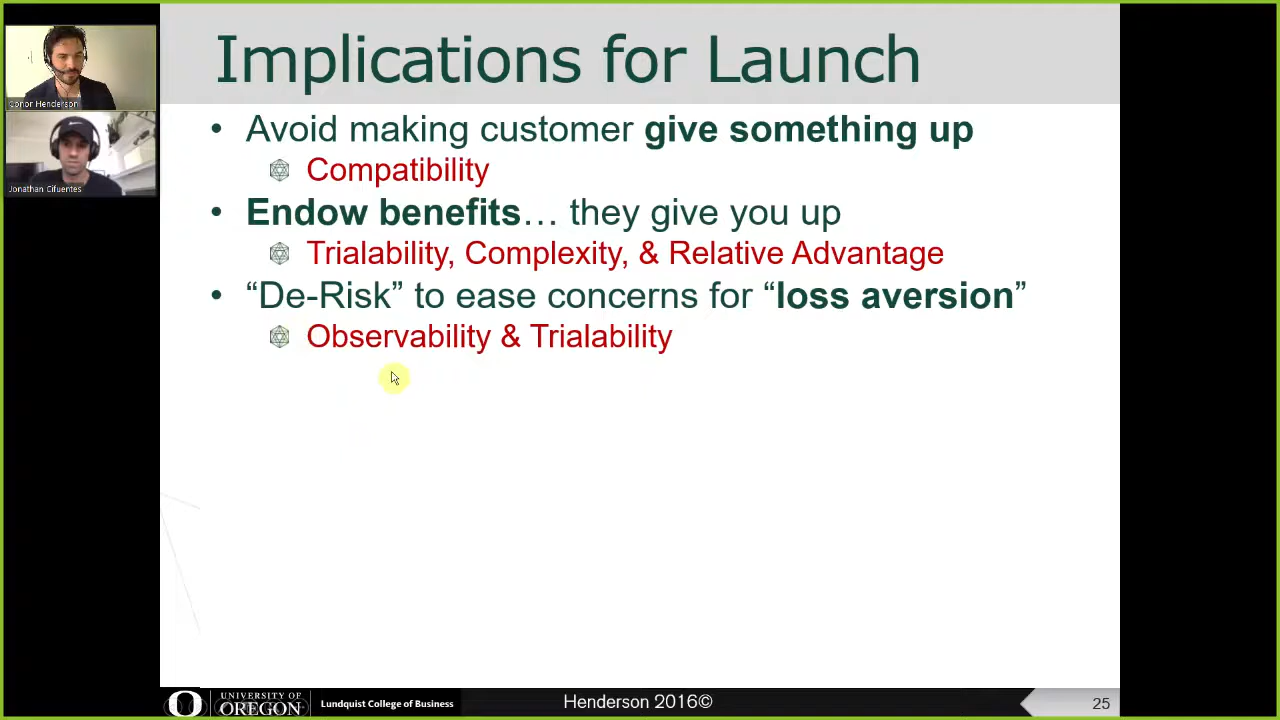 Implications for Launch
Conor Henderson
Jonathan Cifuentes
• Avoid making customer give something up
Compatibility
• Endow benefits… they give you up
Trialability, Complexity, & Relative Advantage
• “De-Risk” to ease concerns for “loss aversion”
Observability & Trialability
O
UNIVERSITY OF
OREGON
Lundquist College of Business
Henderson 2016©
25